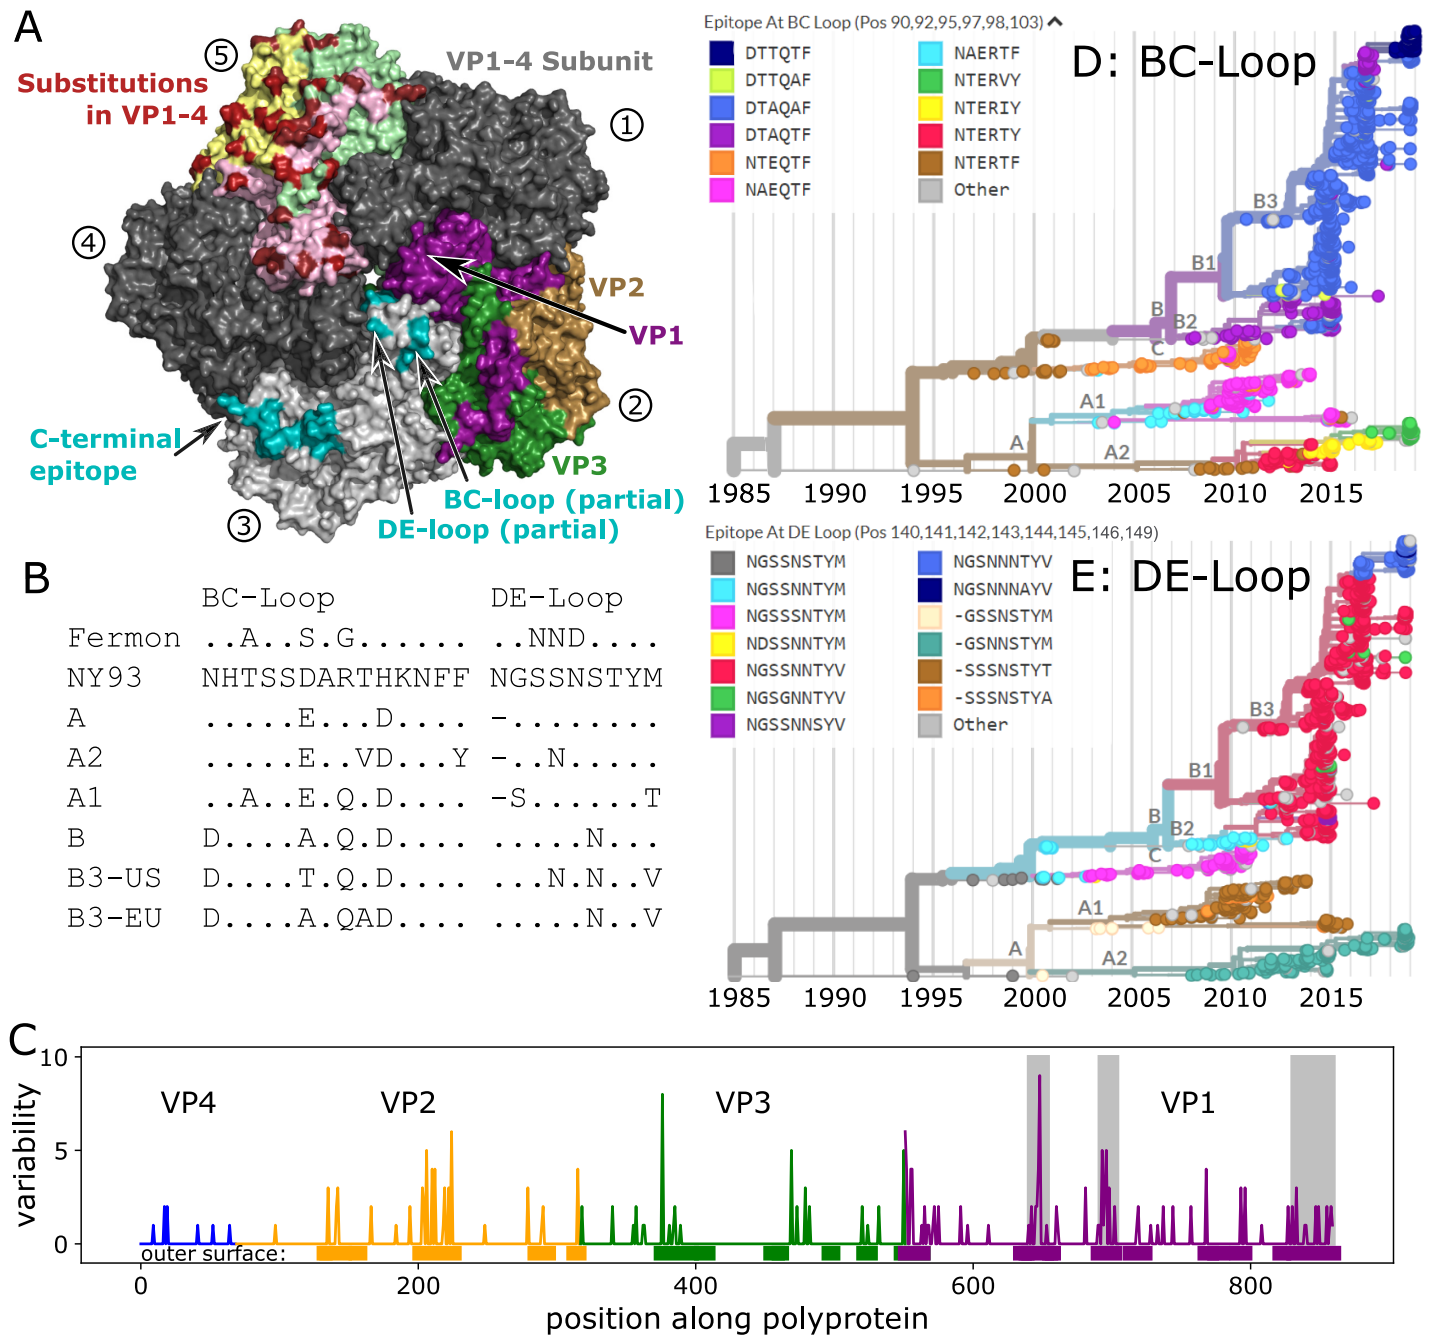 A
5
VP1-4 Subunit
Substitutions
in VP1-4
1
4
VP2
VP1
2
C-terminal
epitope
VP3
BC-loop (partial)
DE-loop (partial)
3
B
BC-Loop DE-Loop
Fermon ..A..S.G...... ..NND....
NY93 NHTSSDARTHKNFF NGSSNSTYM
A .....E...D.... -........
A2 .....E..VD...Y -..N.....
A1 ..A..E.Q.D.... -S......T
B D....A.Q.D.... .....N...
B3-US D....T.Q.D.... ...N.N..V
B3-EU D....A.QAD.... .....N..V
Epitope At BC Loop (Pos 90,92,95,97,98,103)
D: BC-Loop
DTTQTF NAERTF
DTTQAF NTERVY
DTAQAF NTERIY
DTAQTF NTERTY
NTEQTF NTERTF
NAEQTF Other
B3
B1
B
B2
C
A1
A
A2
1985 1990 1995 2000 2005 2010 2015
Epitope At DE Loop (Pos 140,141,142,143,144,145,146,149)
E: DE-Loop
NGSSNSTYM NGSNNNTYV
NGSSNNTYM NGSNNNAYV
NGSSSNTYM -GSSNSTYM
NDSSNNTYM -GSNNSTYM
NGSSNNTYV -SSSNSTYT
NGSGNNTYV -SSSNSTYA
NGSSNNSYV Other
B3
B1
B
B2
C
A1
A
A2
1985 1990 1995 2000 2005 2010 2015
C
10
5
0
variability
VP4 VP2 VP3 VP1
outer surface:
0 200 400 600 800
position along polyprotein